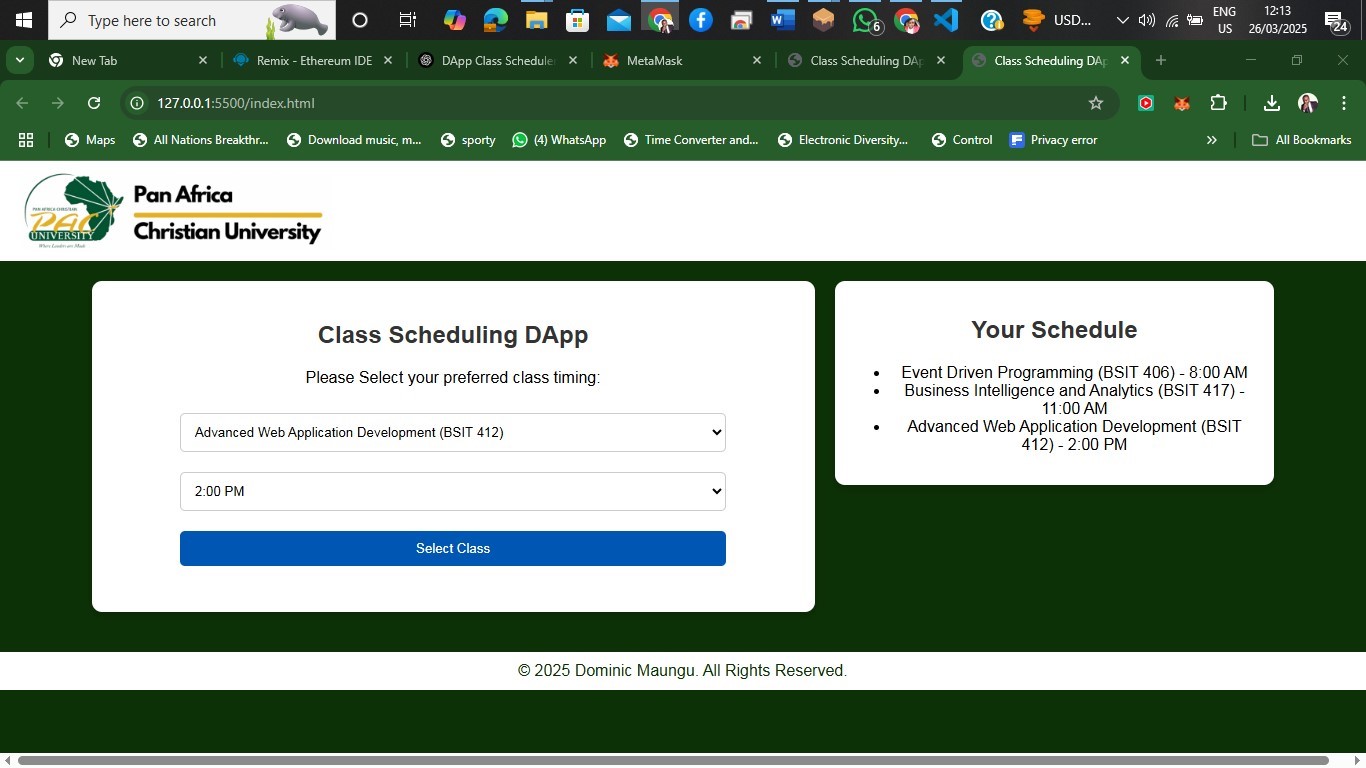 Type here to search
6
USD...
ENG
US
12:13
26/03/2025
24
New Tab
Remix - Ethereum IDE
DApp Class Schedule
MetaMask
Class Scheduling DAp
Class Scheduling DAp
127.0.0.1:5500/index.html
Maps
All Nations Breakthr...
Download music, m...
sporty
(4) WhatsApp
Time Converter and...
Electronic Diversity...
Control
Privacy error
All Bookmarks
PAN AFRICA CHRISTIAN
PAC
UNIVERSITY
Where Leaders are Made
Pan Africa
Christian University
Class Scheduling DApp
Please Select your preferred class timing:
Advanced Web Application Development (BSIT 412)
2:00 PM
Select Class
Your Schedule
• Event Driven Programming (BSIT 406) - 8:00 AM
• Business Intelligence and Analytics (BSIT 417) -
11:00 AM
• Advanced Web Application Development (BSIT
412) - 2:00 PM
© 2025 Dominic Maungu. All Rights Reserved.